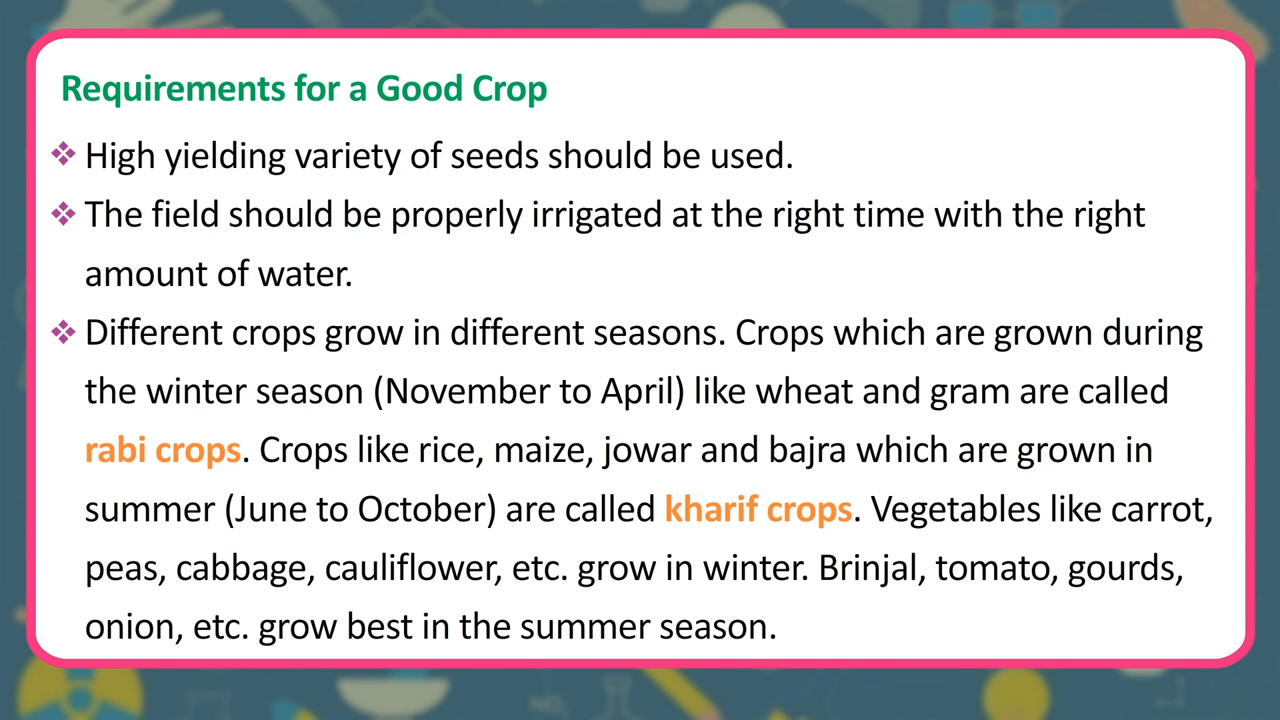 Requirements for a Good Crop
❖ High yielding variety of seeds should be used.
❖ The field should be properly irrigated at the right time with the right
amount of water.
❖ Different crops grow in different seasons. Crops which are grown during
the winter season (November to April) like wheat and gram are called
rabi crops. Crops like rice, maize, jowar and bajra which are grown in
summer (June to October) are called kharif crops. Vegetables like carrot,
peas, cabbage, cauliflower, etc. grow in winter. Brinjal, tomato, gourds,
onion, etc. grow best in the summer season.